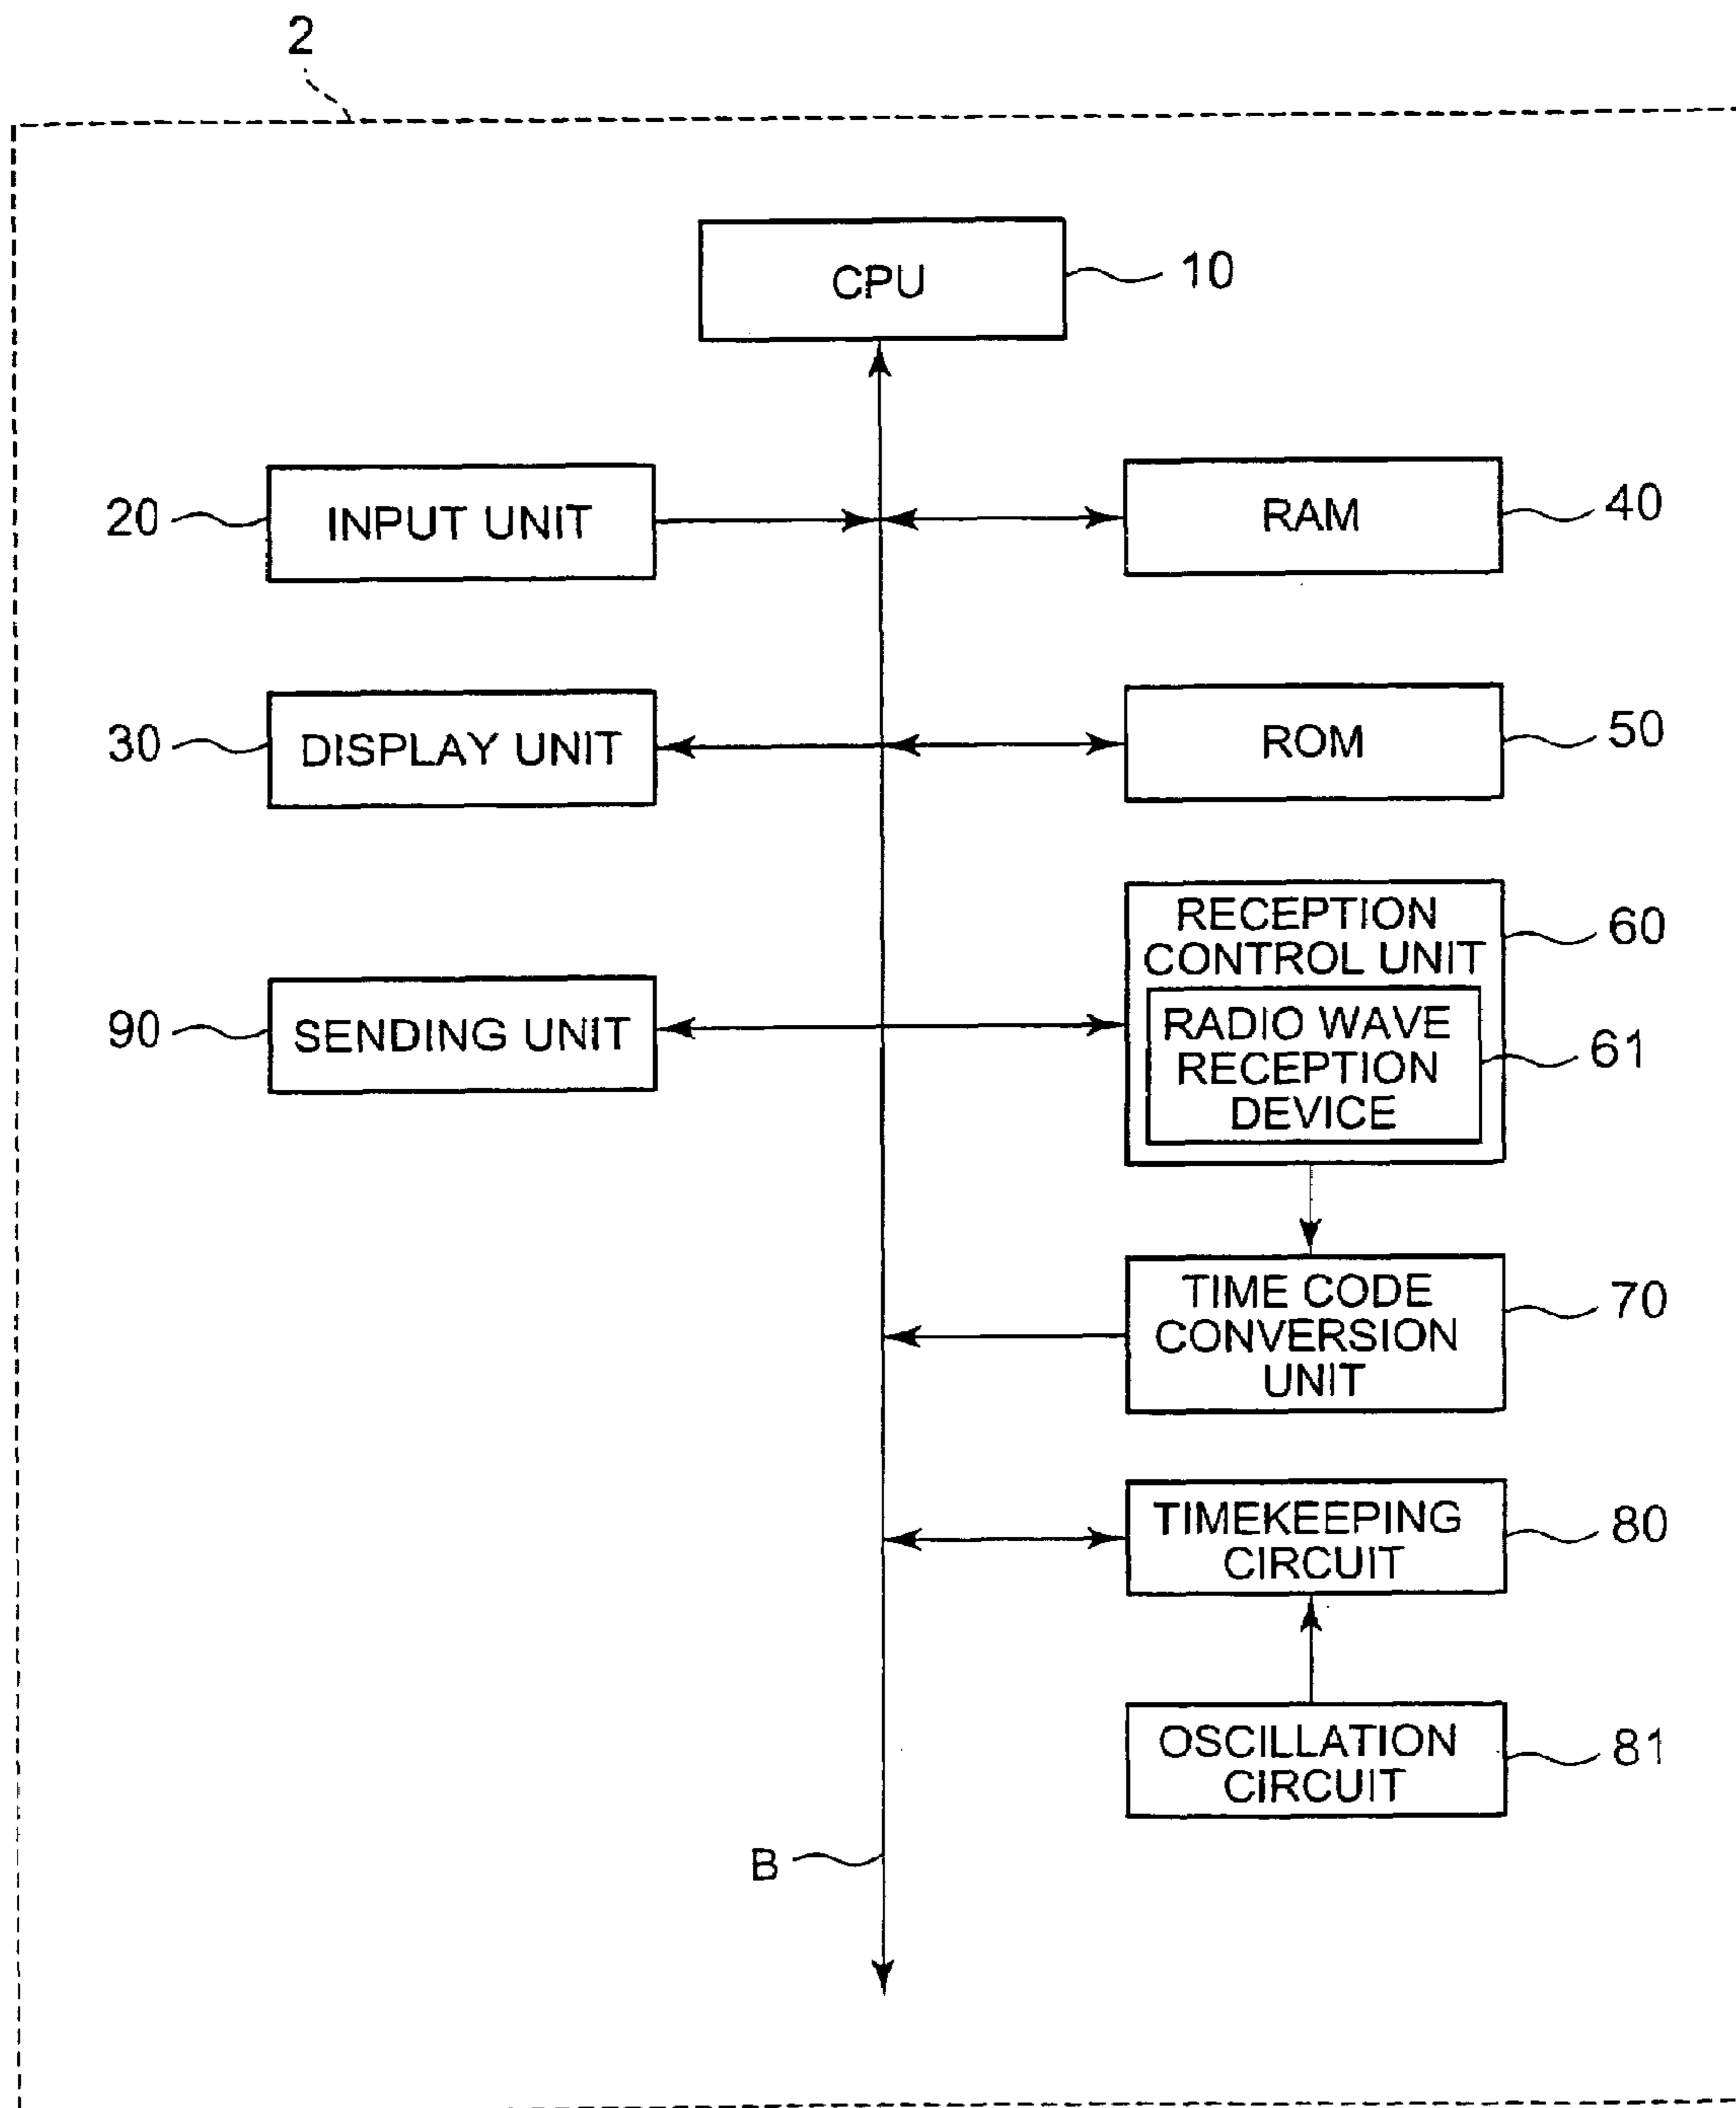 2
CPU
10
20
INPUT UNIT
RAM
40
30
DISPLAY UNIT
ROM
50
RECEPTION
CONTROL UNIT
60
90
SENDING UNIT
RADIO WAVE
RECEPTION
DEVICE
61
TIME CODE
CONVERSION
UNIT
70
TIMEKEEPING
CIRCUIT
80
OSCILLATION
CIRCUIT
81
B